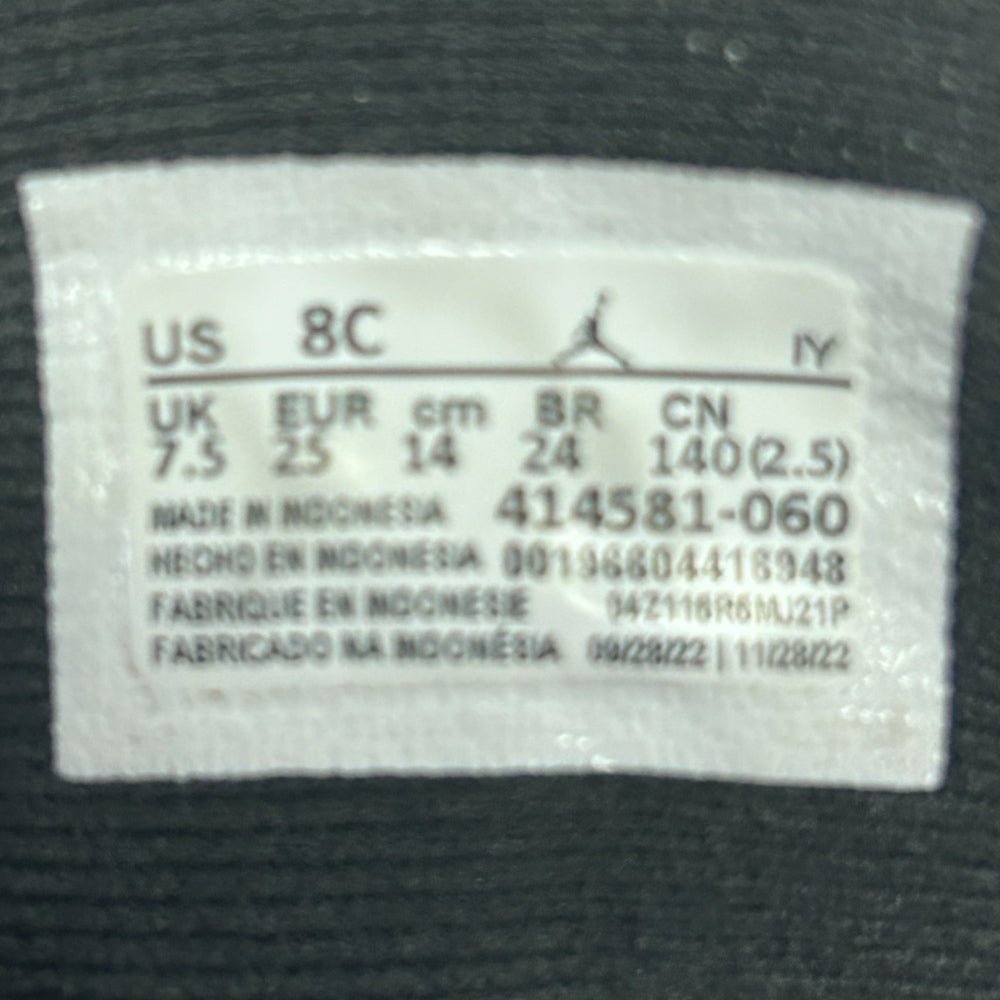 US 8C IY
UK EUR cm BR CN
7.5 25 14 24 140(2.5)
MADE IN INDONESIA 414581-060
HECHO EN INDONESIA
FABRIQUE EN INDONESIE
FABRICADO NA INDONÉSIA 09/28/22 | 11/28/22